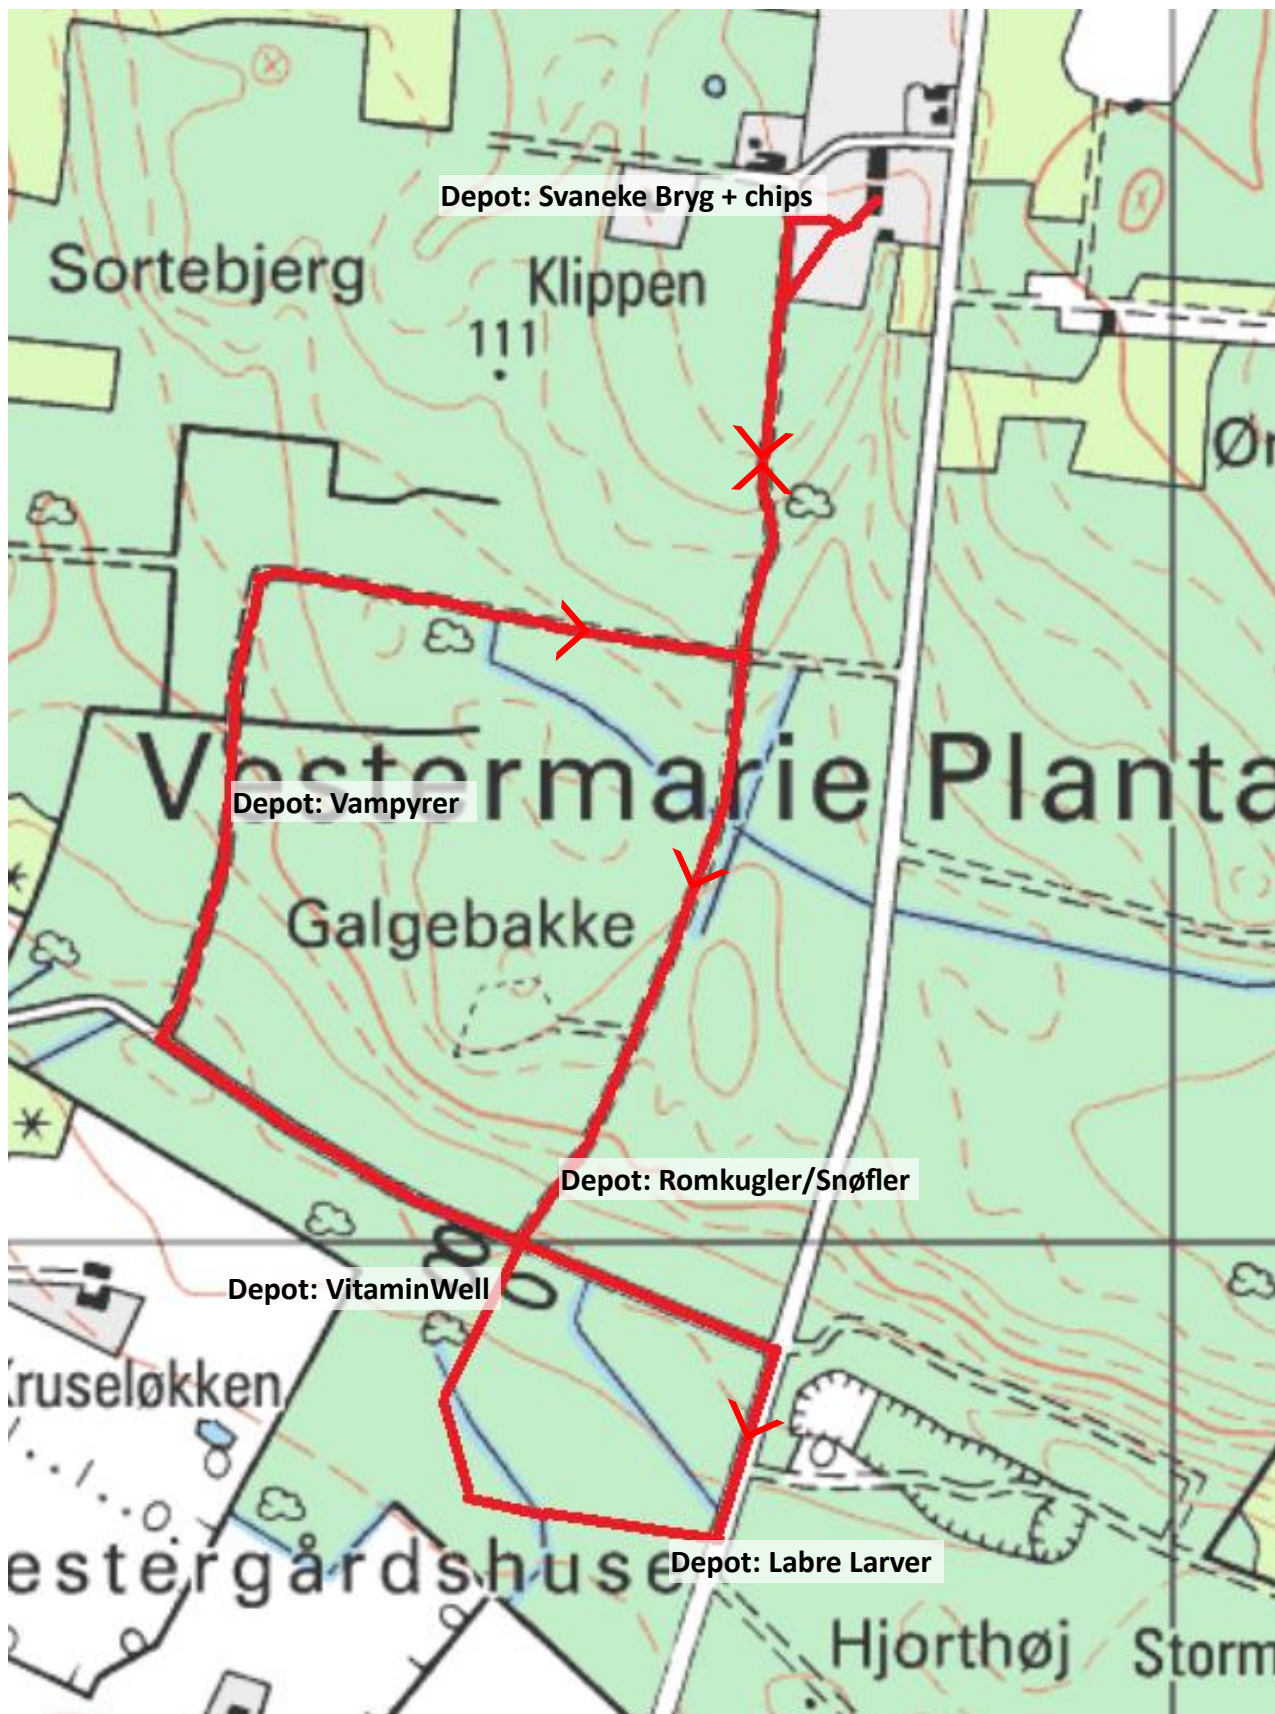 Depot: Svaneke Bryg + chips
Sortebjerg
Klippen
111
Øn
Vestermarie Planta
Depot: Vampyrer
Galgebakke
Depot: Romkugler/Snøfler
Depot: VitaminWell
ruseløkken
estergårdshuse
Depot: Labre Larver
Hjorthøj
Storm